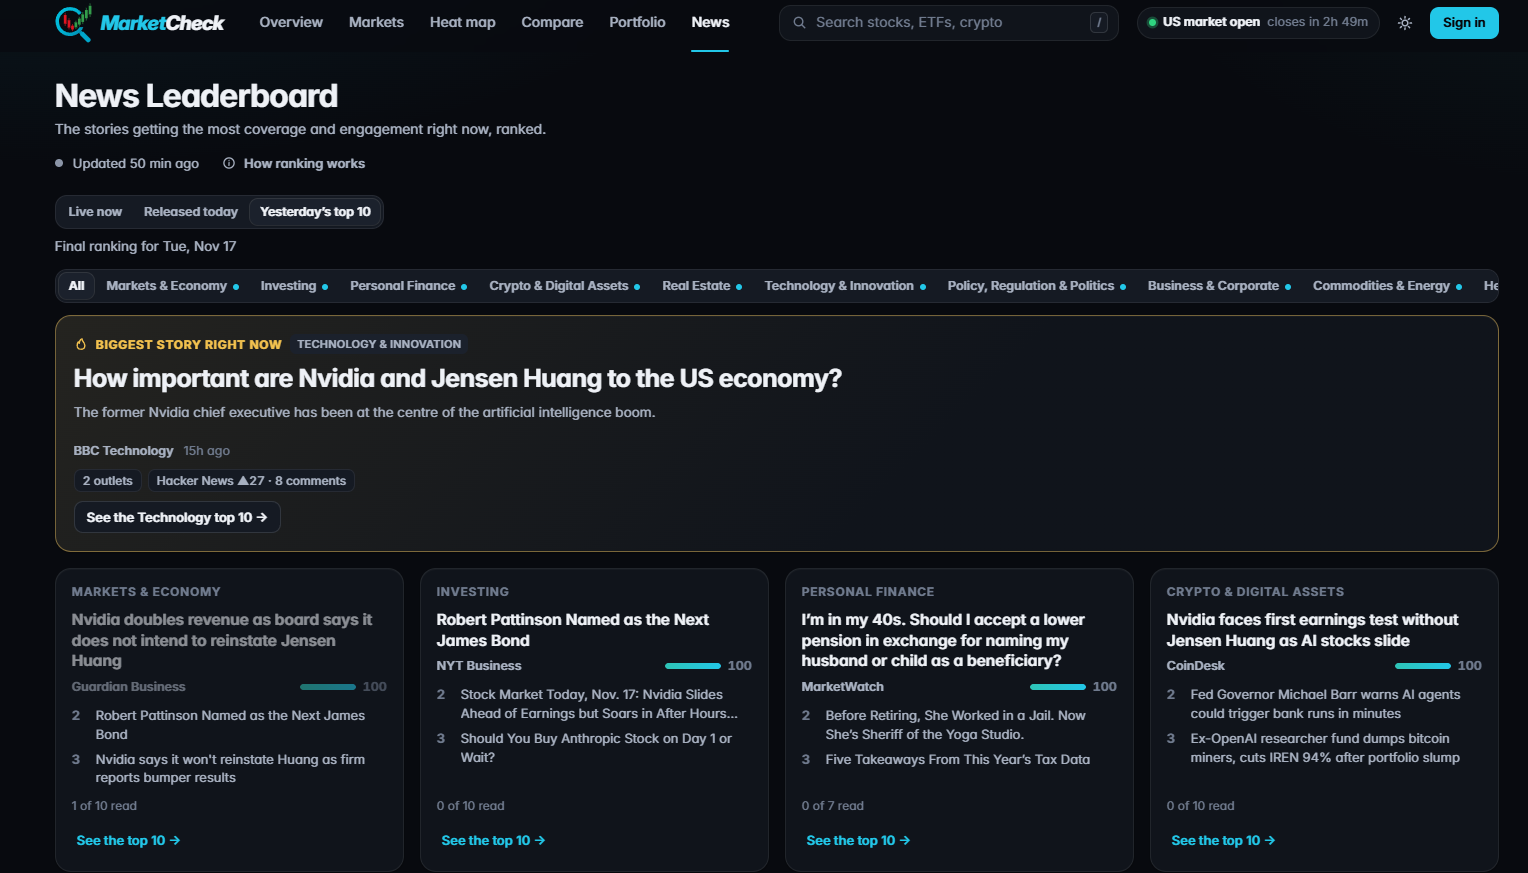 MarketCheck
Overview
Markets
Heat map
Compare
Portfolio
News
Search stocks, ETFs, crypto
/
US market open closes in 2h 49m
Sign in
News Leaderboard
The stories getting the most coverage and engagement right now, ranked.
Updated 50 min ago
How ranking works
Live now
Released today
Yesterday's top 10
Final ranking for Tue, Nov 17
All
Markets & Economy
Investing
Personal Finance
Crypto & Digital Assets
Real Estate
Technology & Innovation
Policy, Regulation & Politics
Business & Corporate
Commodities & Energy
He
BIGGEST STORY RIGHT NOW
TECHNOLOGY & INNOVATION
How important are Nvidia and Jensen Huang to the US economy?
The former Nvidia chief executive has been at the centre of the artificial intelligence boom.
BBC Technology 15h ago
2 outlets
Hacker News ▲27 · 8 comments
See the Technology top 10 →
MARKETS & ECONOMY
Nvidia doubles revenue as board says it
does not intend to reinstate Jensen
Huang
Guardian Business
100
2 Robert Pattinson Named as the Next James
Bond
3 Nvidia says it won't reinstate Huang as firm
reports bumper results
1 of 10 read
See the top 10 →
INVESTING
Robert Pattinson Named as the Next
James Bond
NYT Business
100
2 Stock Market Today, Nov. 17: Nvidia Slides
Ahead of Earnings but Soars in After Hours...
3 Should You Buy Anthropic Stock on Day 1 or
Wait?
0 of 10 read
See the top 10 →
PERSONAL FINANCE
I'm in my 40s. Should I accept a lower
pension in exchange for naming my
husband or child as a beneficiary?
MarketWatch
100
2 Before Retiring, She Worked in a Jail. Now
She's Sheriff of the Yoga Studio.
3 Five Takeaways From This Year's Tax Data
0 of 7 read
See the top 10 →
CRYPTO & DIGITAL ASSETS
Nvidia faces first earnings test without
Jensen Huang as AI stocks slide
CoinDesk
100
2 Fed Governor Michael Barr warns AI agents
could trigger bank runs in minutes
3 Ex-OpenAI researcher fund dumps bitcoin
miners, cuts IREN 94% after portfolio slump
0 of 10 read
See the top 10 →